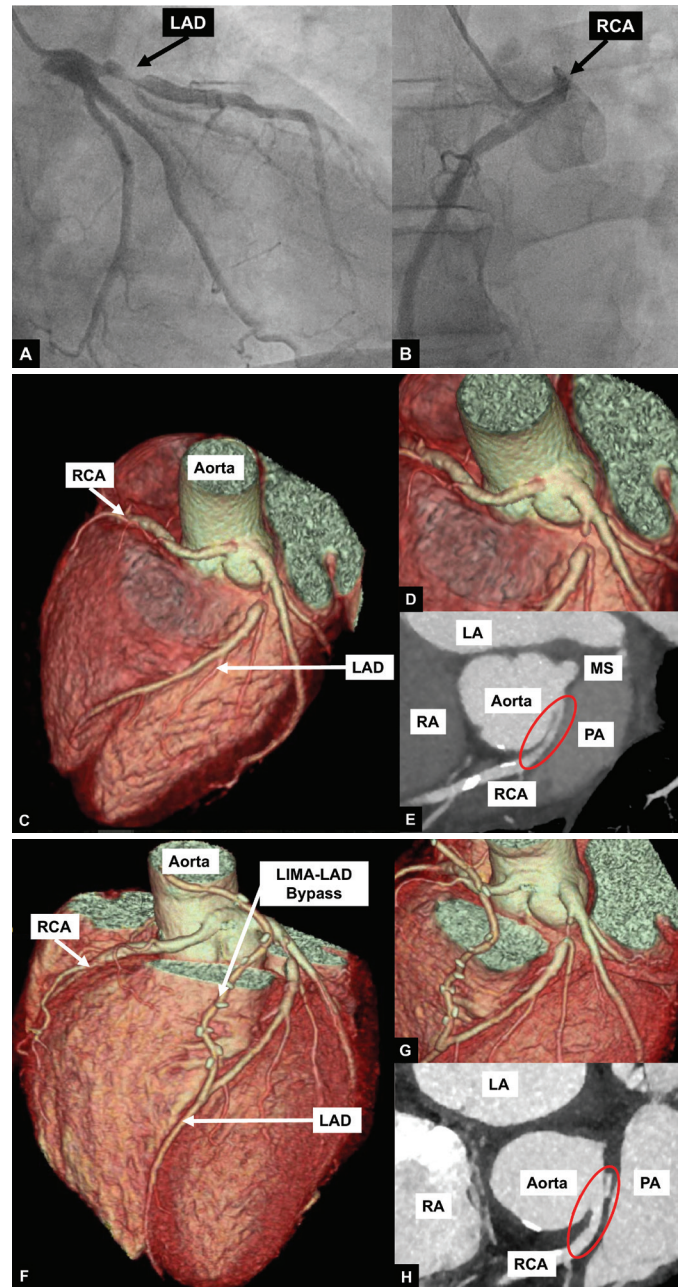 LAD
RCA
A
B
RCA
Aorta
LAD
C
D
LA
MS
Aorta
RA
PA
RCA
E
Aorta
LIMA-LAD
Bypass
RCA
LAD
F
G
LA
Aorta
PA
RA
RCA
H